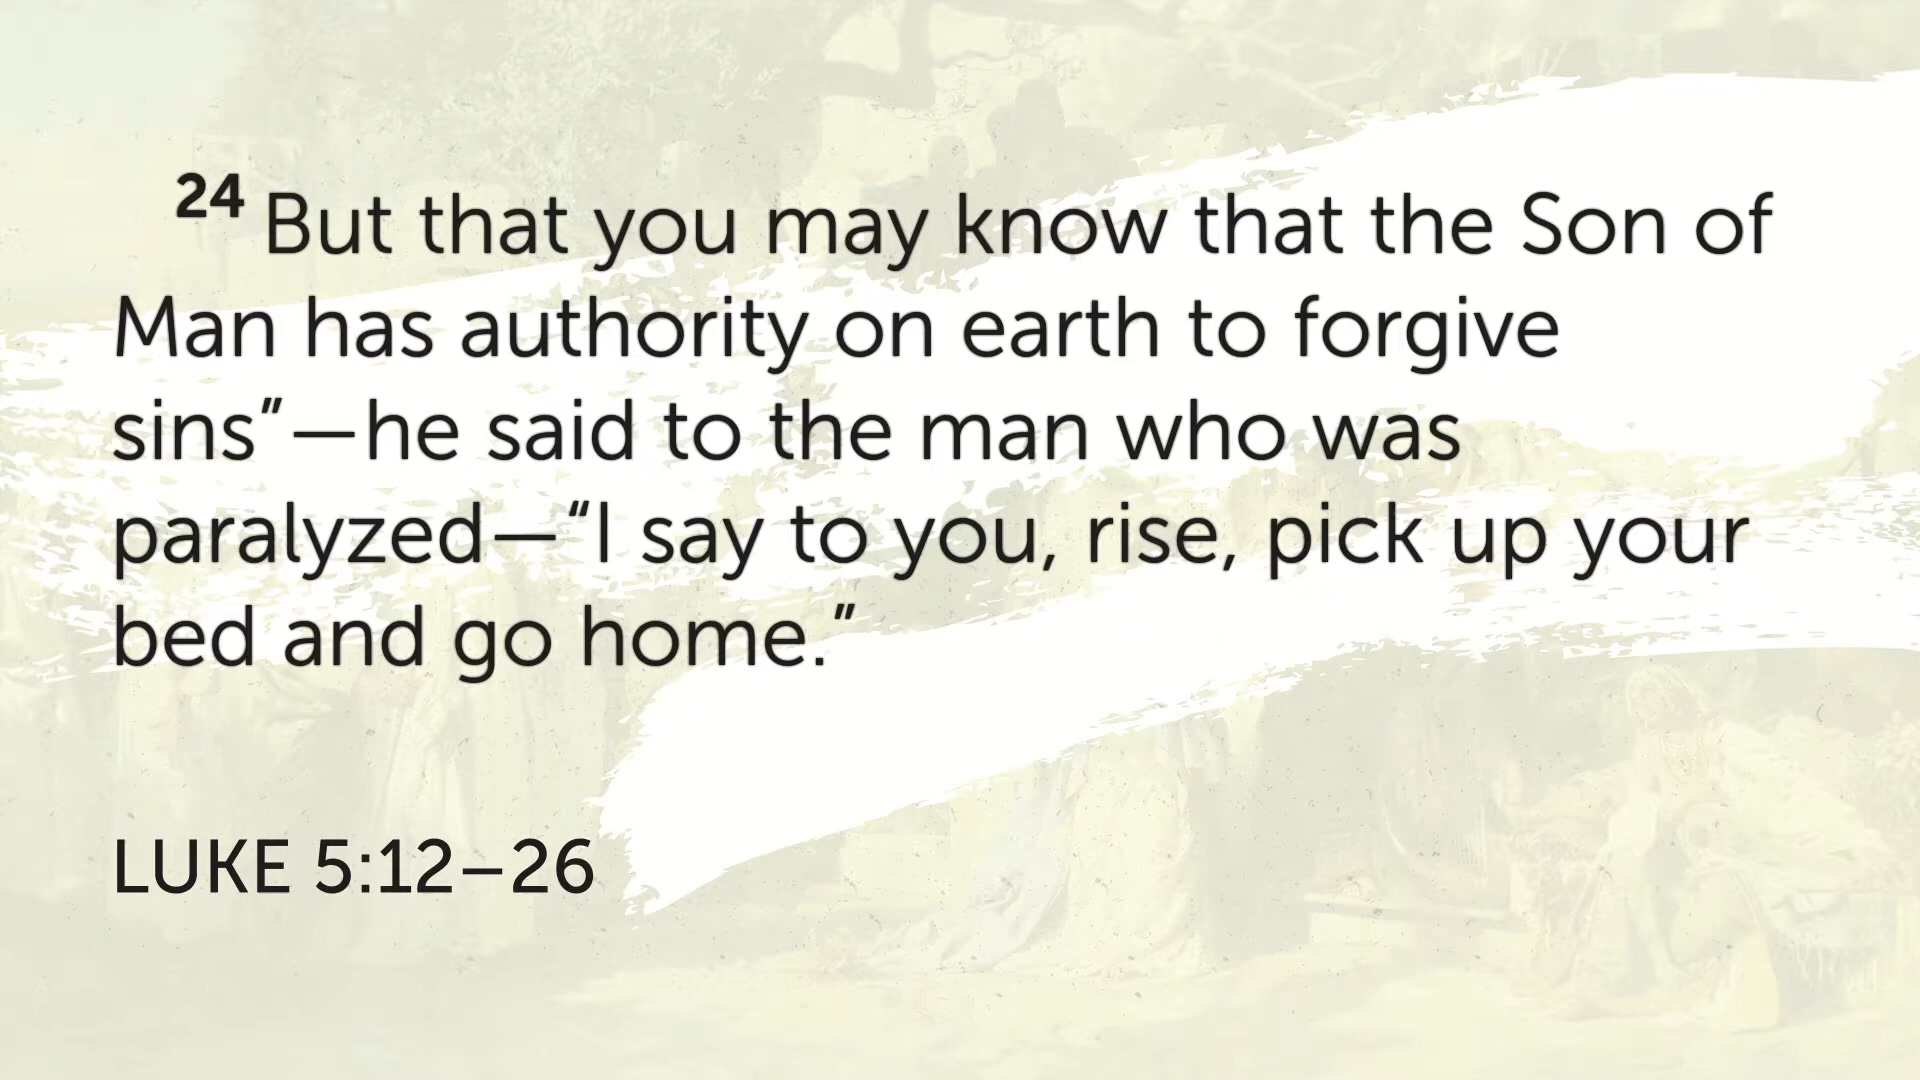 24 But that you may know that the Son of
Man has authority on earth to forgive
sins”—he said to the man who was
paralyzed—“I say to you, rise, pick up your
bed and go home.”
LUKE 5:12–26